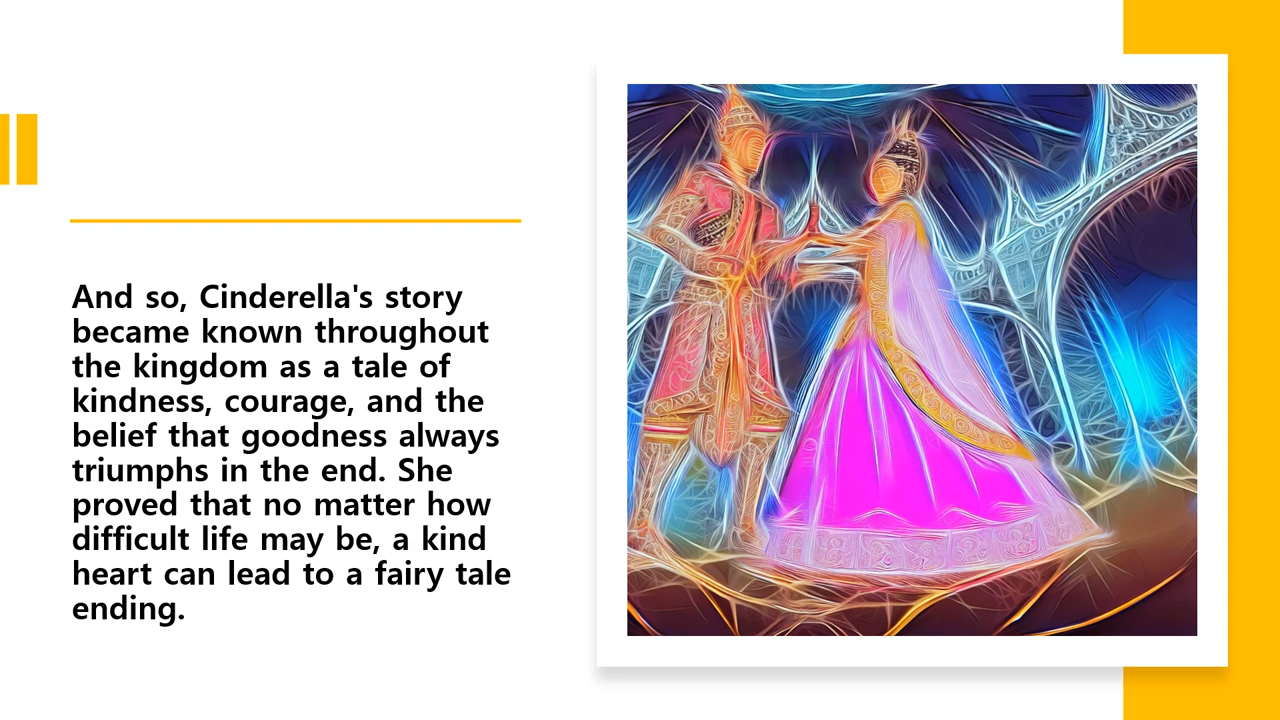 And so, Cinderella's story
became known throughout
the kingdom as a tale of
kindness, courage, and the
belief that goodness always
triumphs in the end. She
proved that no matter how
difficult life may be, a kind
heart can lead to a fairy tale
ending.